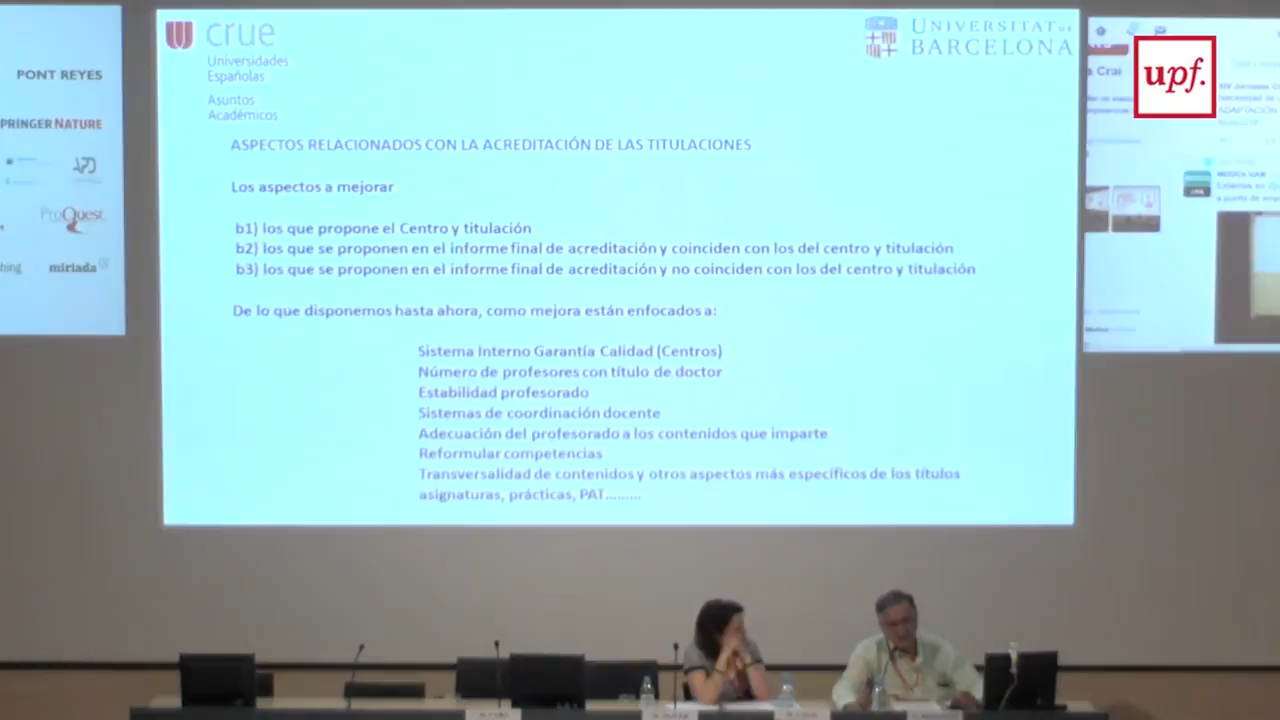 PONT REYES
PRINGER NATURE
ProQuest
hing
miríada
crue
Universidades
Españolas
Asuntos
Académicos
UNIVERSITAT DE
BARCELONA
ASPECTOS RELACIONADOS CON LA ACREDITACIÓN DE LAS TITULACIONES
Los aspectos a mejorar
b1) los que propone el Centro y titulación
b2) los que se proponen en el informe final de acreditación y coinciden con los del centro y titulación
b3) los que se proponen en el informe final de acreditación y no coinciden con los del centro y titulación
De lo que disponemos hasta ahora, como mejora están enfocados a:
Sistema Interno Garantía Calidad (Centros)
Número de profesores con título de doctor
Estabilidad profesorado
Sistemas de coordinación docente
Adecuación del profesorado a los contenidos que imparte
Reformular competencias
Transversalidad de contenidos y otros aspectos más específicos de los títulos
asignaturas, prácticas, PAT.........
s Crai
upf.